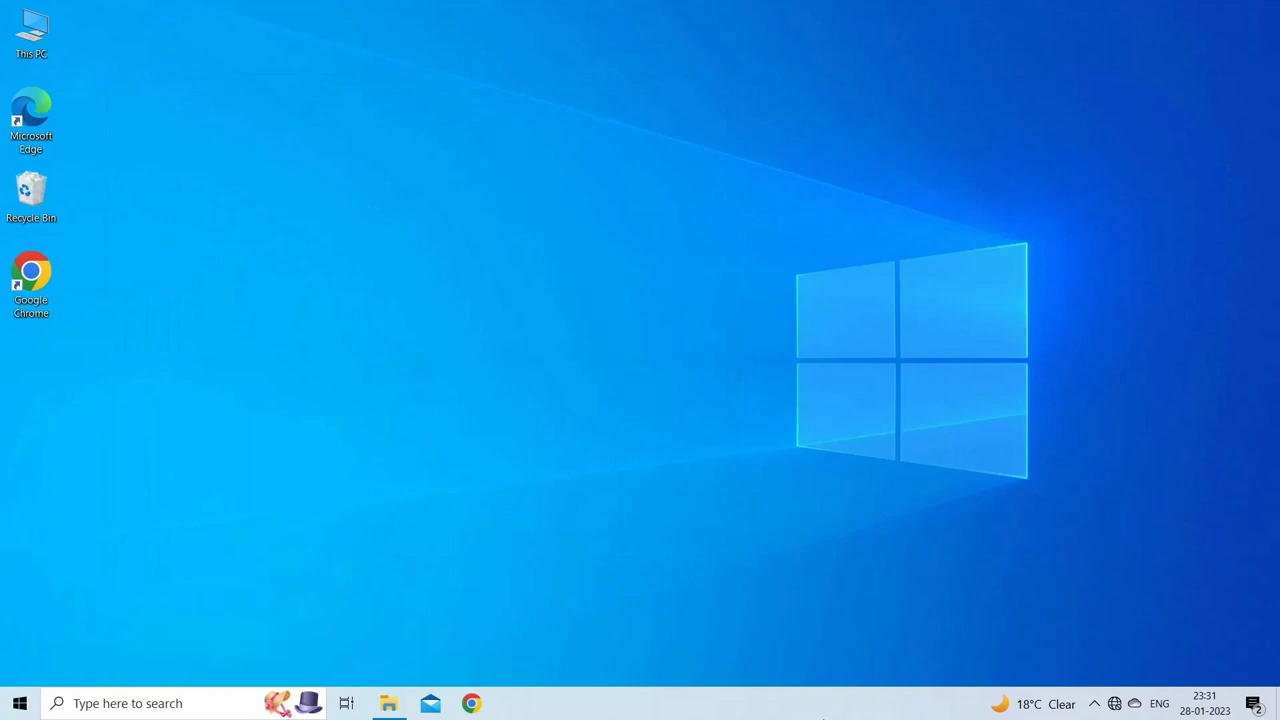 This PC
Microsoft
Edge
Recycle Bin
Google
Chrome
Type here to search
18°C Clear
ENG
23:31
28-01-2023
2